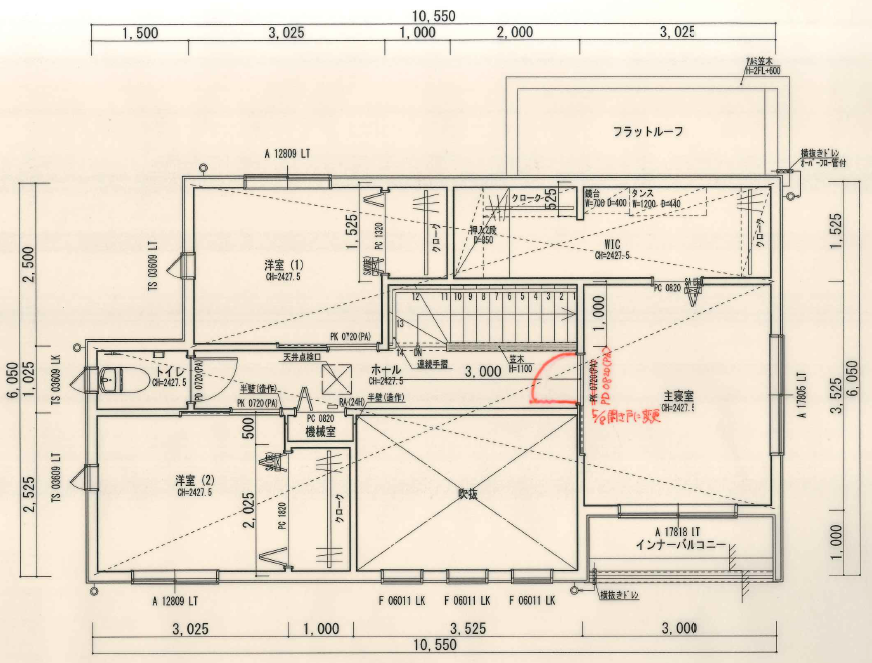 10,550
1,500
3,025
1,000
2,000
3,025
アルミ笠木
H=2FL+600
フラットルーフ
横抜きドレン
オーバーフロー管付
A 12809 LT
2,500
1,025
2,525
6,050
TS 03609 LT
TS 03609 LK
TS 03609 LT
洋室 (1)
CH=2427.5
1,525
PC 1320
クローク
クローク
525
押入2段
D=850
鏡台
W=700 D=400
タンス
W=1200 D=440
WIC
CH=2427.5
クローク
PC 0820
1,000
1,525
3,525
1,000
6,050
12
11
10
9
8
7
6
5
4
3
2
1
13
14
DN
連続手摺
笠木
H=1100
PK 0720(PA)
天井点検口
トイレ
CH=2427.5
PD 0720(PA)
半壁(造作)
PK 0720(PA)
ホール
CH=2427.5
3,000
RA(24H)
半壁(造作)
PC 0820
機械室
PK 0720(PA)
PD 0820(PA)
開き戸に変更
主寝室
CH=2427.5
A 17805 LT
洋室 (2)
CH=2427.5
500
2,025
PC 1820
クローク
吹抜
A 17818 LT
インナーバルコニー
横抜きドレン
A 12809 LT
F 06011 LK
F 06011 LK
F 06011 LK
3,025
1,000
3,525
3,000
10,550